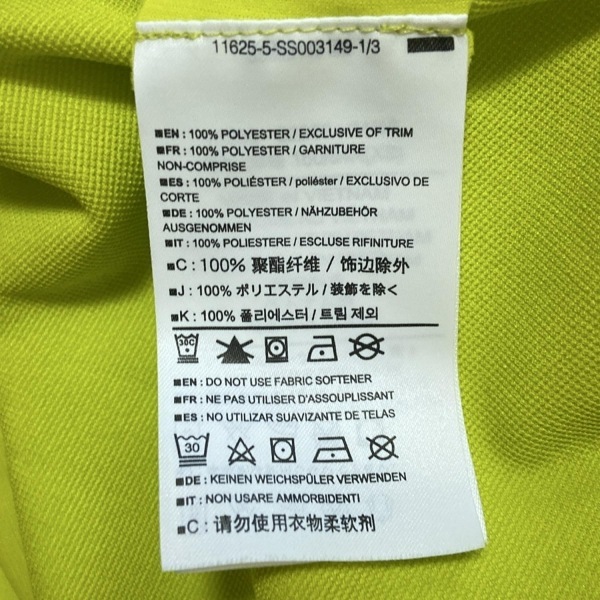 11625-5-SS003149-1/3
■EN : 100% POLYESTER / EXCLUSIVE OF TRIM
■FR : 100% POLYESTER / GARNITURE
NON-COMPRISE
■ES : 100% POLIÉSTER / poliéster / EXCLUSIVO DE
CORTE
■DE : 100% POLYESTER / NÄHZUBEHÖR
AUSGENOMMEN
■IT : 100% POLIESTERE / ESCLUSE RIFINITURE
■C : 100% 聚酯纤维 / 饰边除外
■J : 100% ポリエステル / 装飾を除く
■K : 100% 폴리에스터 / 트림 제외
30C
■EN : DO NOT USE FABRIC SOFTENER
■FR : NE PAS UTILISER D'ASSOUPLISSANT
■ES : NO UTILIZAR SUAVIZANTE DE TELAS
30
■DE : KEINEN WEICHSPÜLER VERWENDEN
■IT : NON USARE AMMORBIDENTI
■C : 请勿使用衣物柔软剂